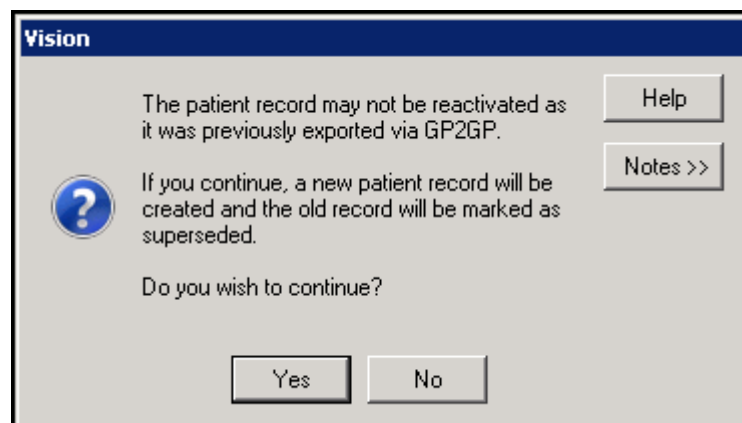 Vision
The patient record may not be reactivated as
it was previously exported via GP2GP.
If you continue, a new patient record will be
created and the old record will be marked as
superseded.
Do you wish to continue?
Help
Notes >>
Yes
No